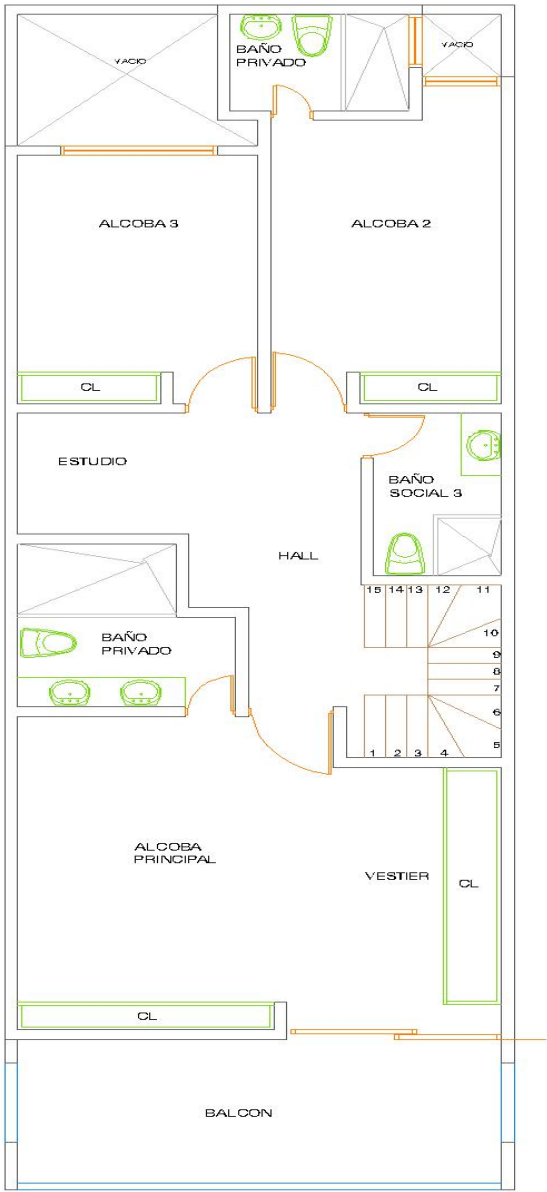 VACIO
BAÑO
PRIVADO
VACIO
ALCOBA 3
ALCOBA 2
CL
CL
ESTUDIO
BAÑO
SOCIAL 3
HALL
15 14 13 12 11
10
9
8
7
6
5
1 2 3 4
BAÑO
PRIVADO
ALCOBA
PRINCIPAL
VESTIER
CL
CL
BALCON